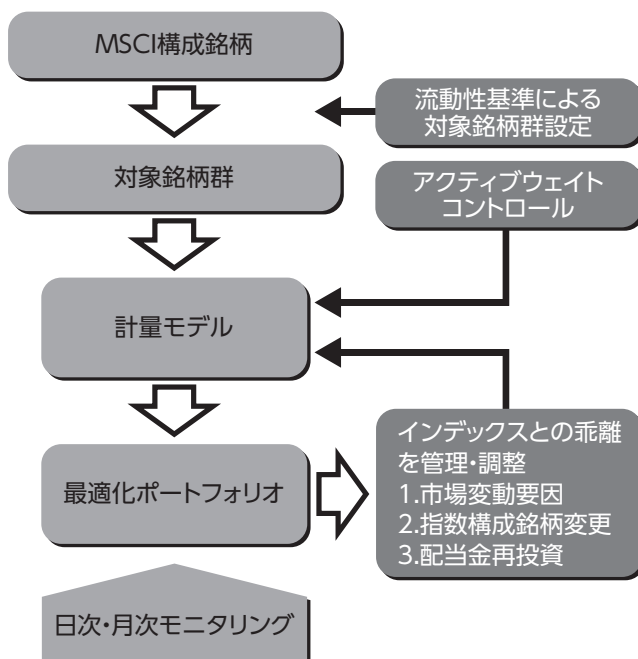 MSCI構成銘柄
流動性基準による
対象銘柄群設定
対象銘柄群
アクティブウェイト
コントロール
計量モデル
最適化ポートフォリオ
インデックスとの乖離
を管理・調整
1.市場変動要因
2.指数構成銘柄変更
3.配当金再投資
日次・月次モニタリング